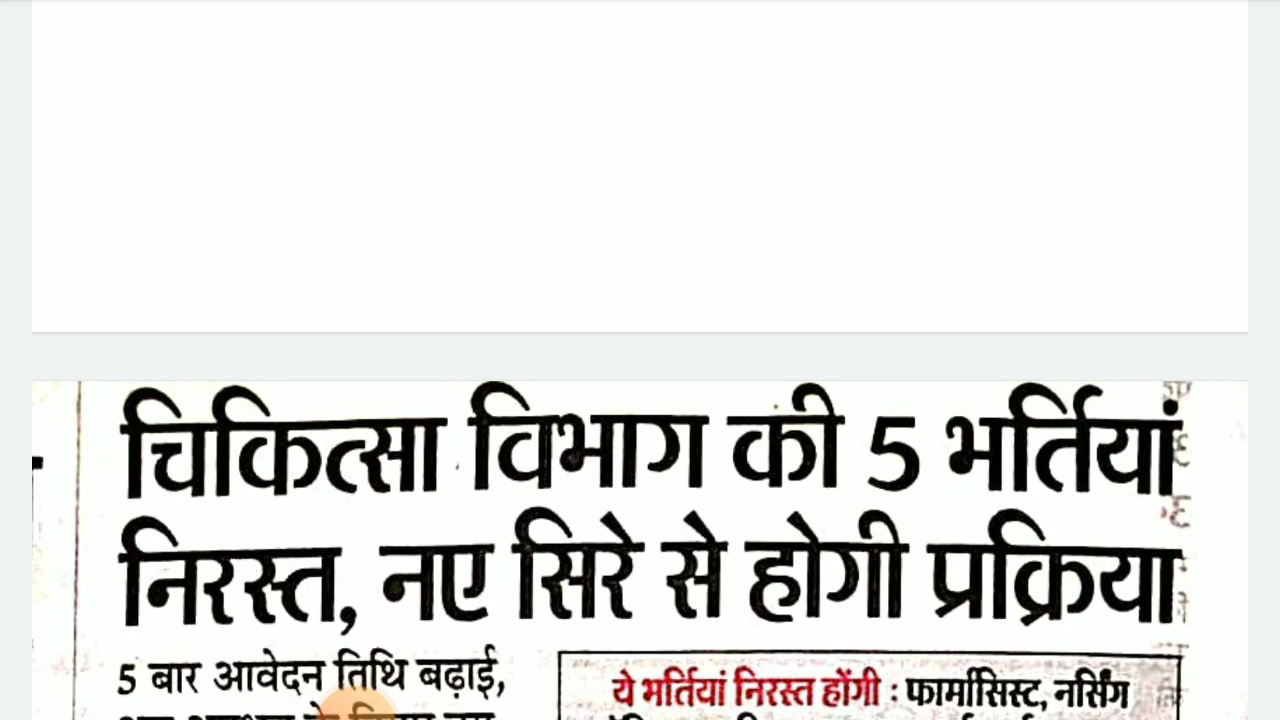 चिकित्सा विभाग की 5 भर्तियां
निरस्त, नए सिरे से होगी प्रक्रिया
5 बार आवेदन तिथि बढ़ाई,
ये भर्तियां निरस्त होंगी : फार्मासिस्ट, नर्सिंग